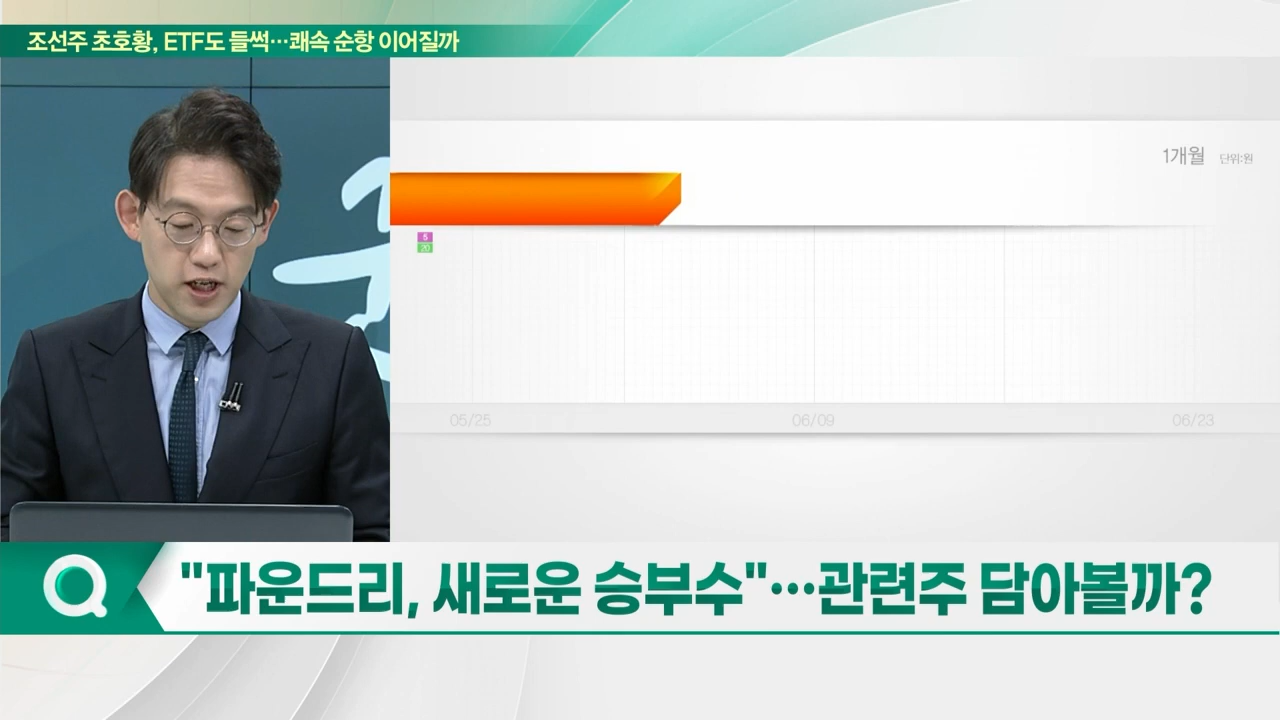 조선주 초호황, ETF도 들썩…쾌속 순항 이어질까
1개월 단위:원
5
20
05/25 06/09 06/23
"파운드리, 새로운 승부수"…관련주 담아볼까?